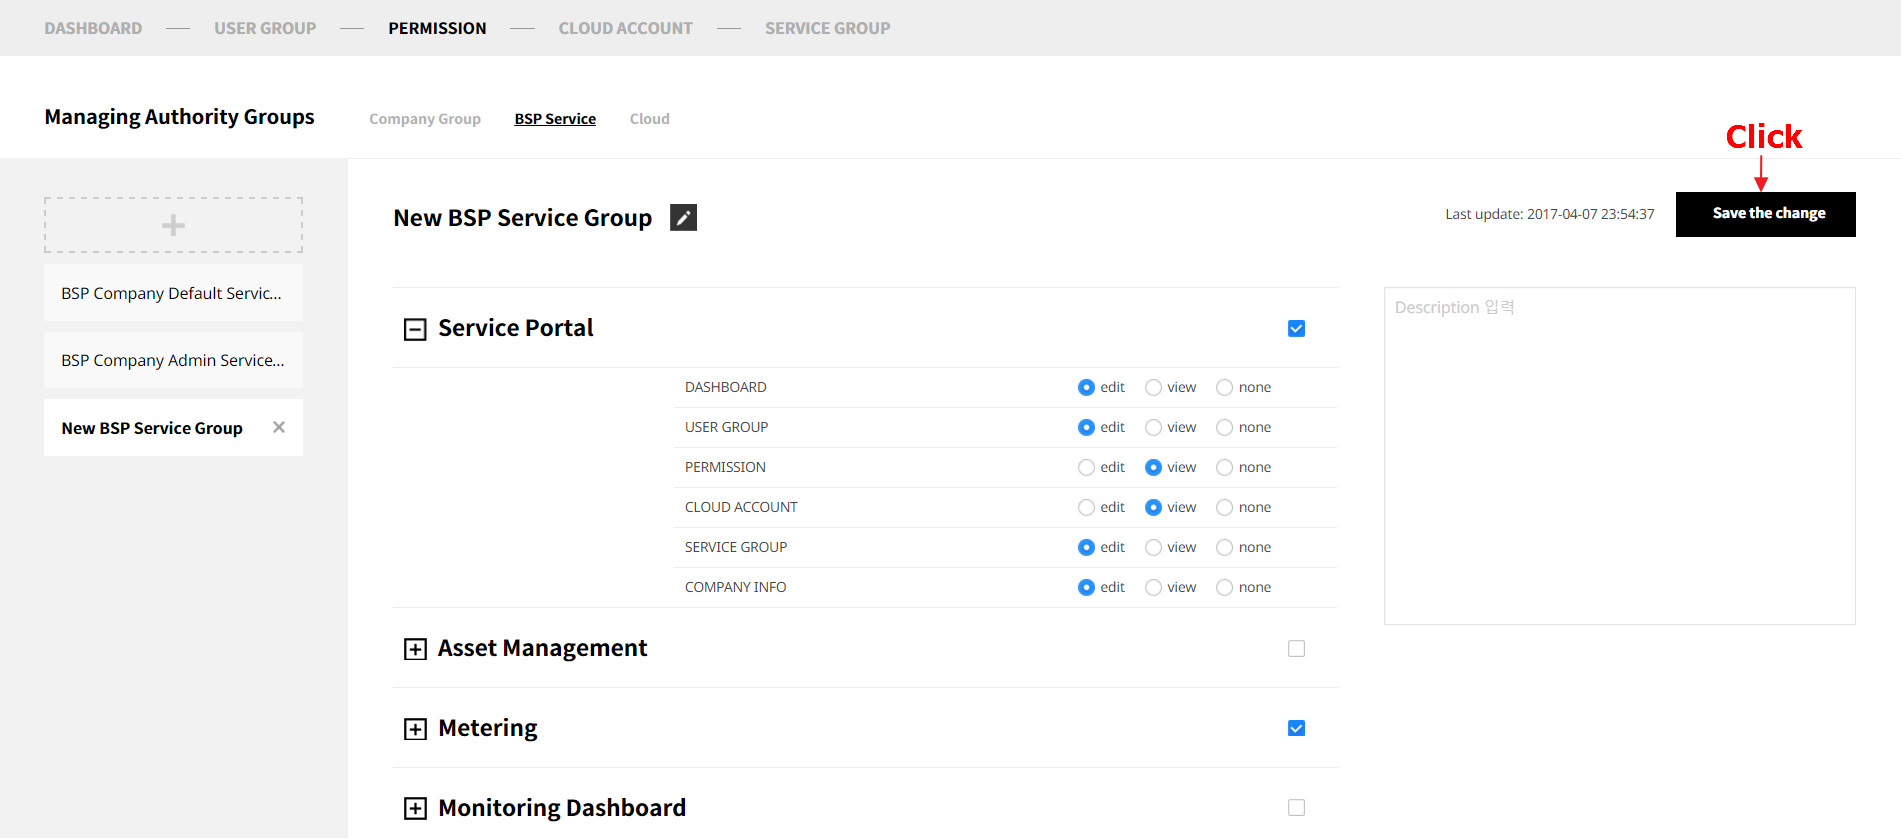 DASHBOARD — USER GROUP — PERMISSION — CLOUD ACCOUNT — SERVICE GROUP
Managing Authority Groups Company Group BSP Service Cloud
Click
New BSP Service Group Last update: 2017-04-07 23:54:37 Save the change
BSP Company Default Servic...
BSP Company Admin Service...
New BSP Service Group
Description 입력
Service Portal
DASHBOARD edit view none
USER GROUP edit view none
PERMISSION edit view none
CLOUD ACCOUNT edit view none
SERVICE GROUP edit view none
COMPANY INFO edit view none
Asset Management
Metering
Monitoring Dashboard